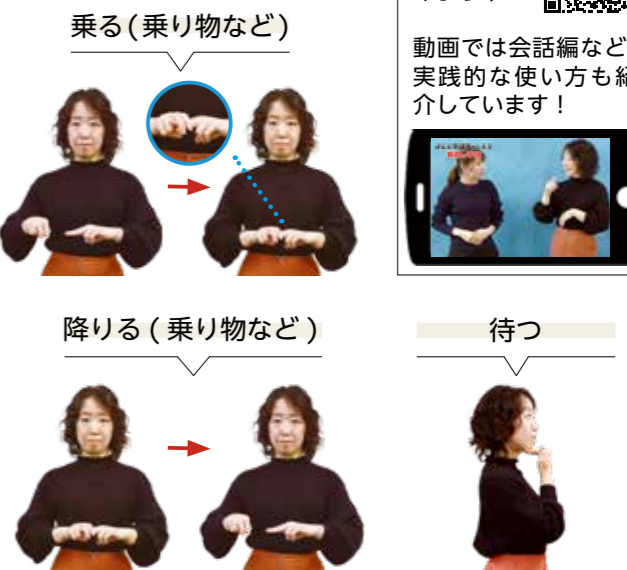 乗る(乗り物など)
動画では会話編など
実践的な使い方も紹
介しています！
降りる(乗り物など)
待つ